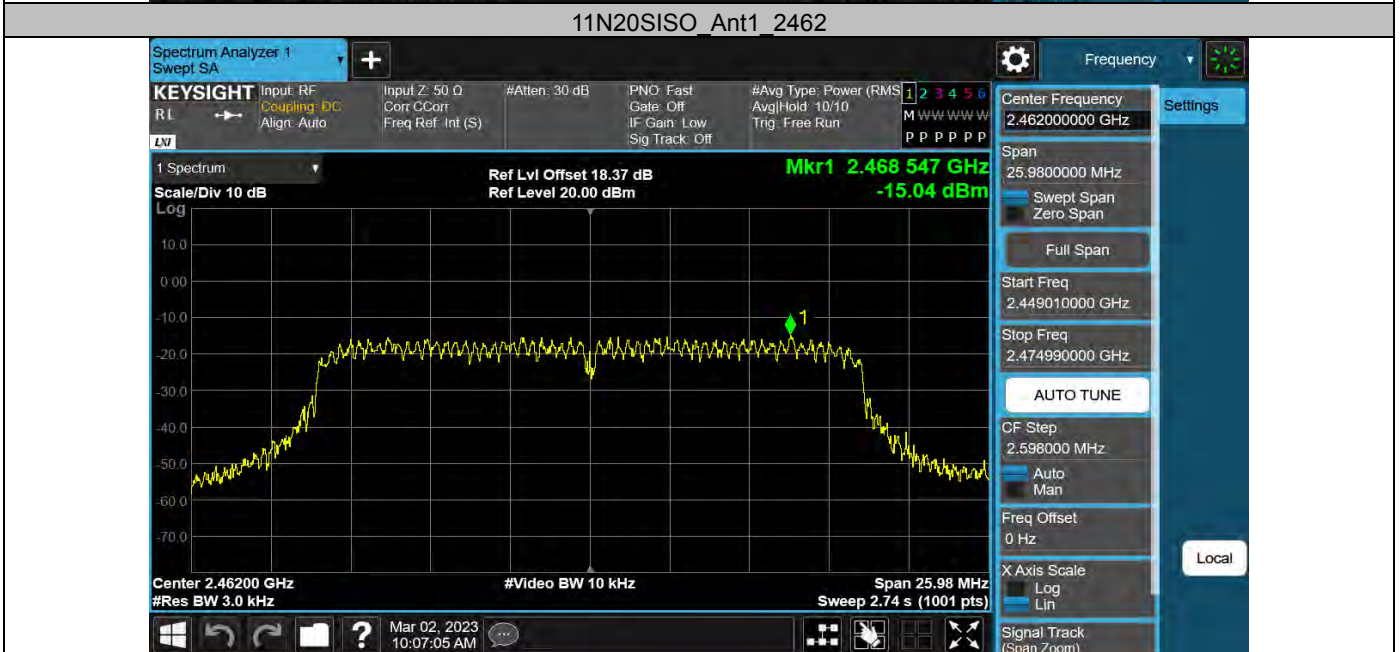 11N20SISO_Ant1_2462
Spectrum Analyzer 1
Swept SA
Frequency
KEYSIGHT
RL
LXI
Input: RF
Coupling: DC
Align: Auto
Input Z: 50 Ω
Corr CCorr
Freq Ref: Int (S)
#Atten: 30 dB
PNO: Fast
Gate: Off
IF Gain: Low
Sig Track: Off
#Avg Type: Power (RMS
Avg|Hold: 10/10
Trig: Free Run
1 2 3 4 5 6
M W W W W W
P P P P P P
1 Spectrum
Scale/Div 10 dB
Log
Ref Lvl Offset 18.37 dB
Ref Level 20.00 dBm
Mkr1 2.468 547 GHz
-15.04 dBm
10.0
0.00
-10.0
-20.0
-30.0
-40.0
-50.0
-60.0
-70.0
1
Center 2.46200 GHz
#Res BW 3.0 kHz
#Video BW 10 kHz
Span 25.98 MHz
Sweep 2.74 s (1001 pts)
Mar 02, 2023
10:07:05 AM
Center Frequency
2.462000000 GHz
Settings
Span
25.9800000 MHz
Swept Span
Zero Span
Full Span
Start Freq
2.449010000 GHz
Stop Freq
2.474990000 GHz
AUTO TUNE
CF Step
2.598000 MHz
Auto
Man
Freq Offset
0 Hz
X Axis Scale
Log
Lin
Local
Signal Track
(Span Zoom)